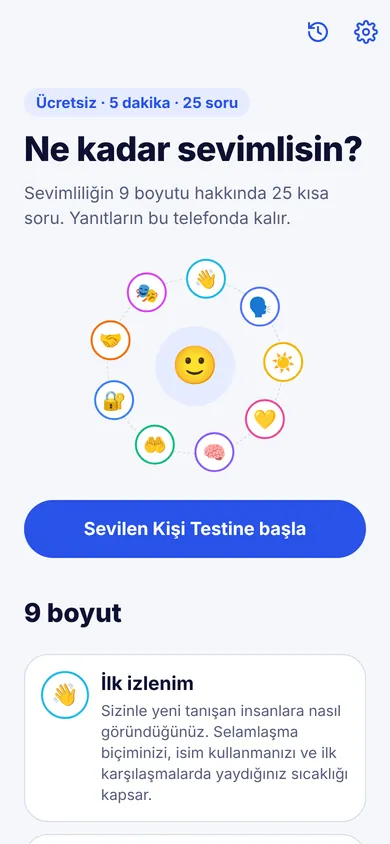 Ücretsiz · 5 dakika · 25 soru
Ne kadar sevimlisin?
Sevimliliğin 9 boyutu hakkında 25 kısa
soru. Yanıtların bu telefonda kalır.
Sevilen Kişi Testine başla
9 boyut
İlk izlenim
Sizinle yeni tanışan insanlara nasıl
göründüğünüz. Selamlaşma
biçiminizi, isim kullanmanızı ve ilk
karşılaşmalarda yaydığınız sıcaklığı
kapsar.